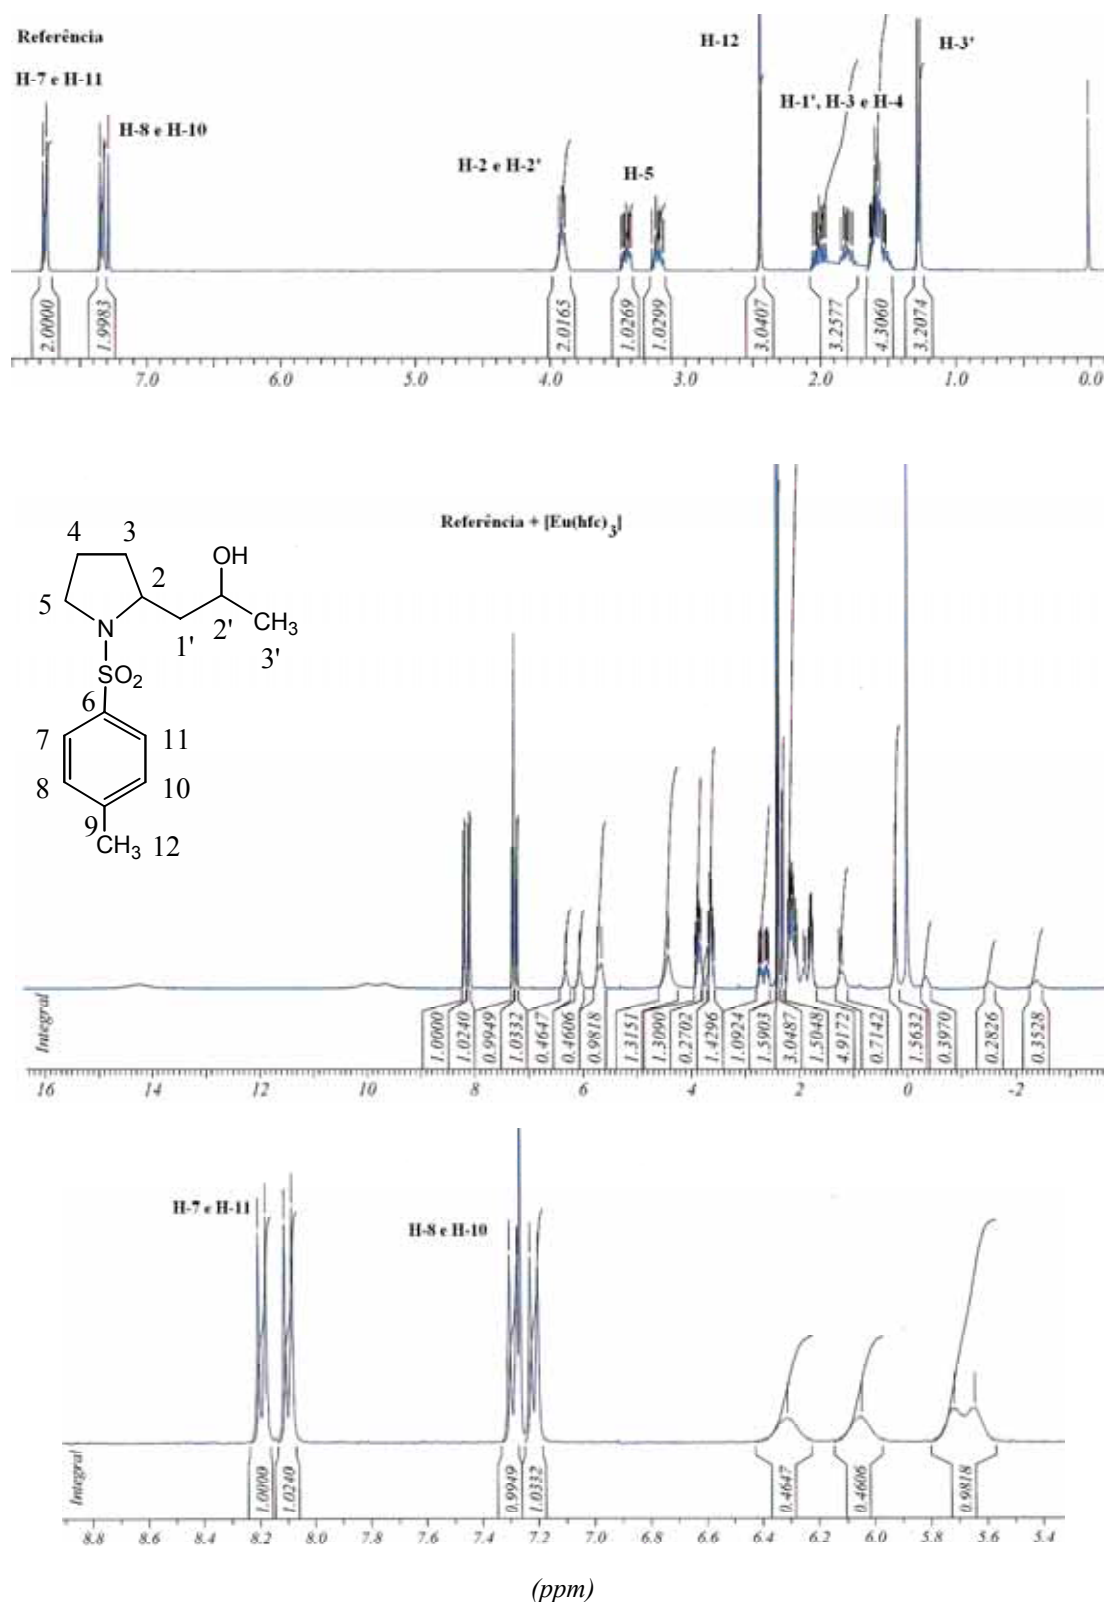 Referência
H-7 e H-11
H-8 e H-10
H-2 e H-2'
H-5
H-12
H-1', H-3 e H-4
H-3'
2.0000 1.9983 2.0165 1.0269 1.0299 3.0407 3.2577 4.3060 3.2074
7.0 6.0 5.0 4.0 3.0 2.0 1.0 0.0
Referência + [Eu(hfc)3]
4 3
OH
2
5
N 1' 2' CH3
3'
SO2
6
7 11
8 10
9
CH3 12
Integral
1.0000 1.0240 0.9949 1.0332 0.4647 0.4606 0.9818 1.3151 1.3090 0.2702 1.4296 1.0924 1.5903 3.0487 1.5048 4.9172 0.7142 1.5632 0.3970 0.2826 0.3528
16 14 12 10 8 6 4 2 0 -2
H-7 e H-11
H-8 e H-10
Integral
1.0000 1.0240 0.9949 1.0332 0.4647 0.4606 0.9818
8.8 8.6 8.4 8.2 8.0 7.8 7.6 7.4 7.2 7.0 6.8 6.6 6.4 6.2 6.0 5.8 5.6 5.4
(ppm)